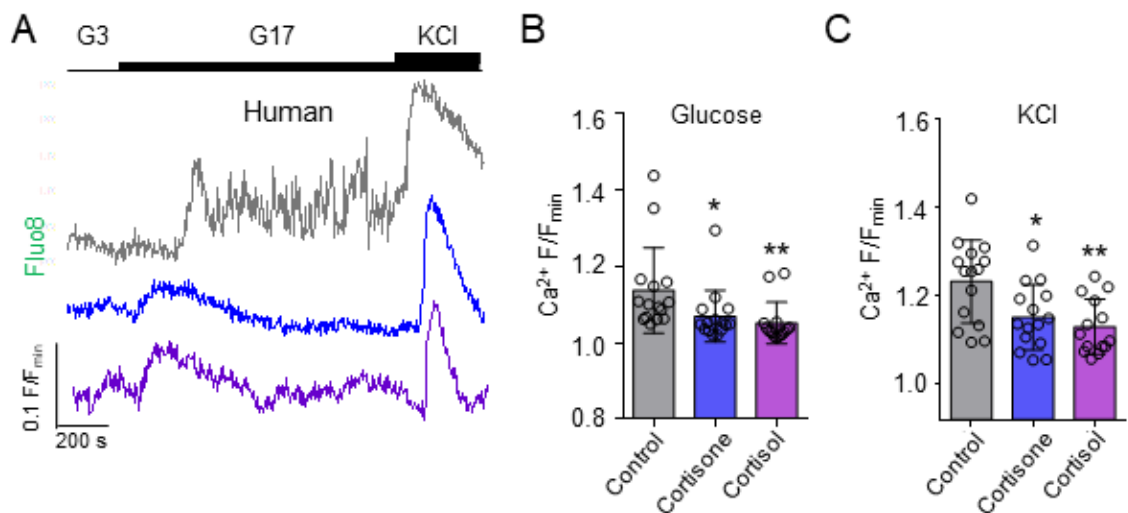 A
G3 G17 KCl
Human
Fluo8
0.1 F/Fmin
200 s
B
Glucose
Ca2+ F/Fmin
1.6
1.4
1.2
1.0
0.8
*
**
Control
Cortisone
Cortisol
C
KCl
Ca2+ F/Fmin
1.6
1.4
1.2
1.0
*
**
Control
Cortisone
Cortisol